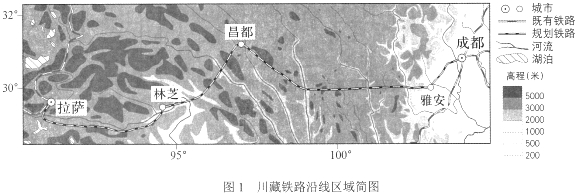 32°
30°
95°
100°
昌都
成都
林芝
拉萨
雅安
城市
既有铁路
规划铁路
河流
湖泊
高程(米)
5000
3000
2000
1000
500
200
图1 川藏铁路沿线区域简图